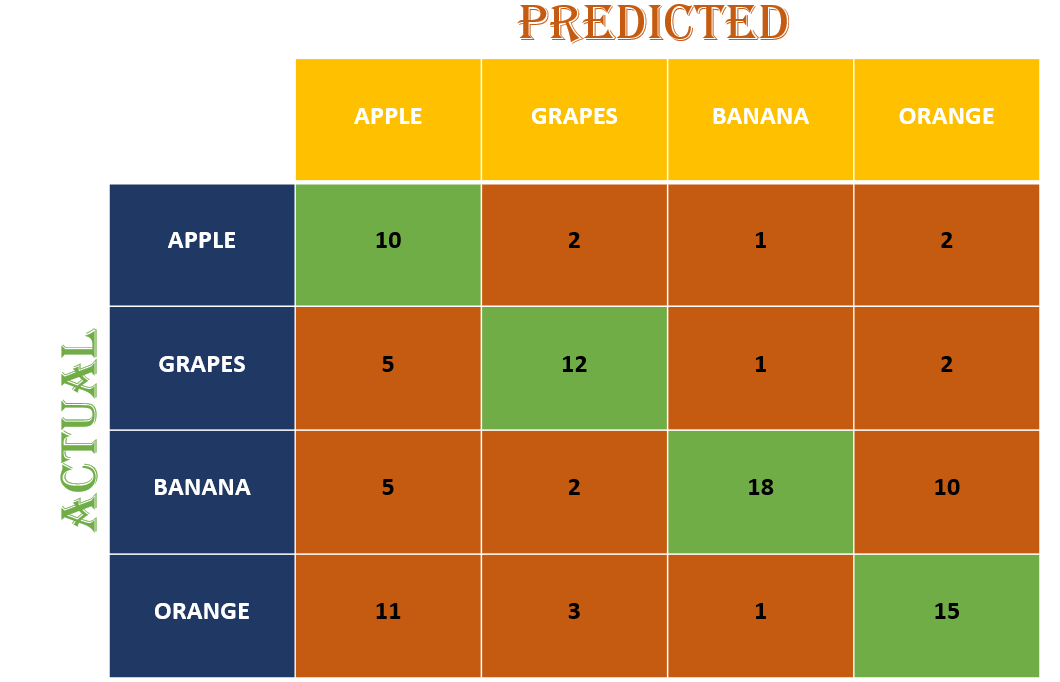 PREDICTED
APPLE GRAPES BANANA ORANGE
APPLE 10 2 1 2
GRAPES 5 12 1 2
BANANA 5 2 18 10
ORANGE 11 3 1 15
ACTUAL